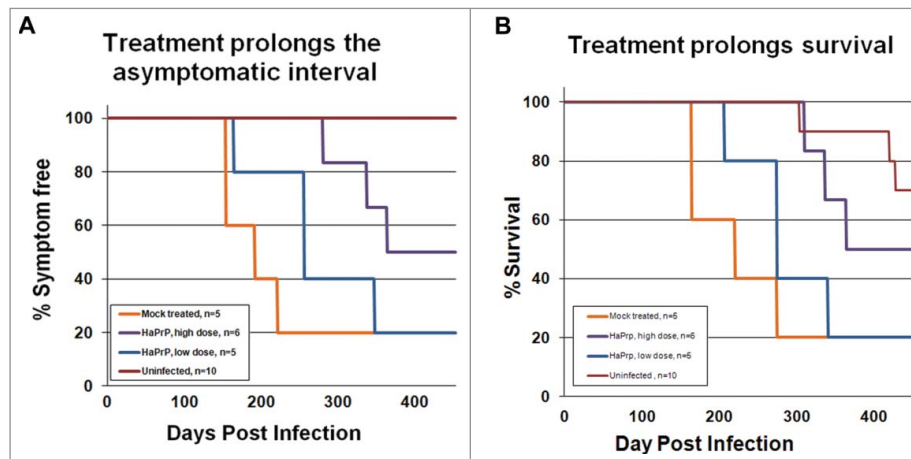 A
Treatment prolongs the
asymptomatic interval
% Symptom free
100
80
60
40
20
0
Mock treated, n=5
HaPrP, high dose, n=6
HaPrP, low dose, n=5
Uninfected, n=10
0
100
200
300
400
Days Post Infection
B
Treatment prolongs survival
% Survival
100
80
60
40
20
0
Mock treated, n=5
HaPrp, high dose, n=6
HaPrp, low dose, n=5
Uninfected, n=10
0
100
200
300
400
Day Post Infection